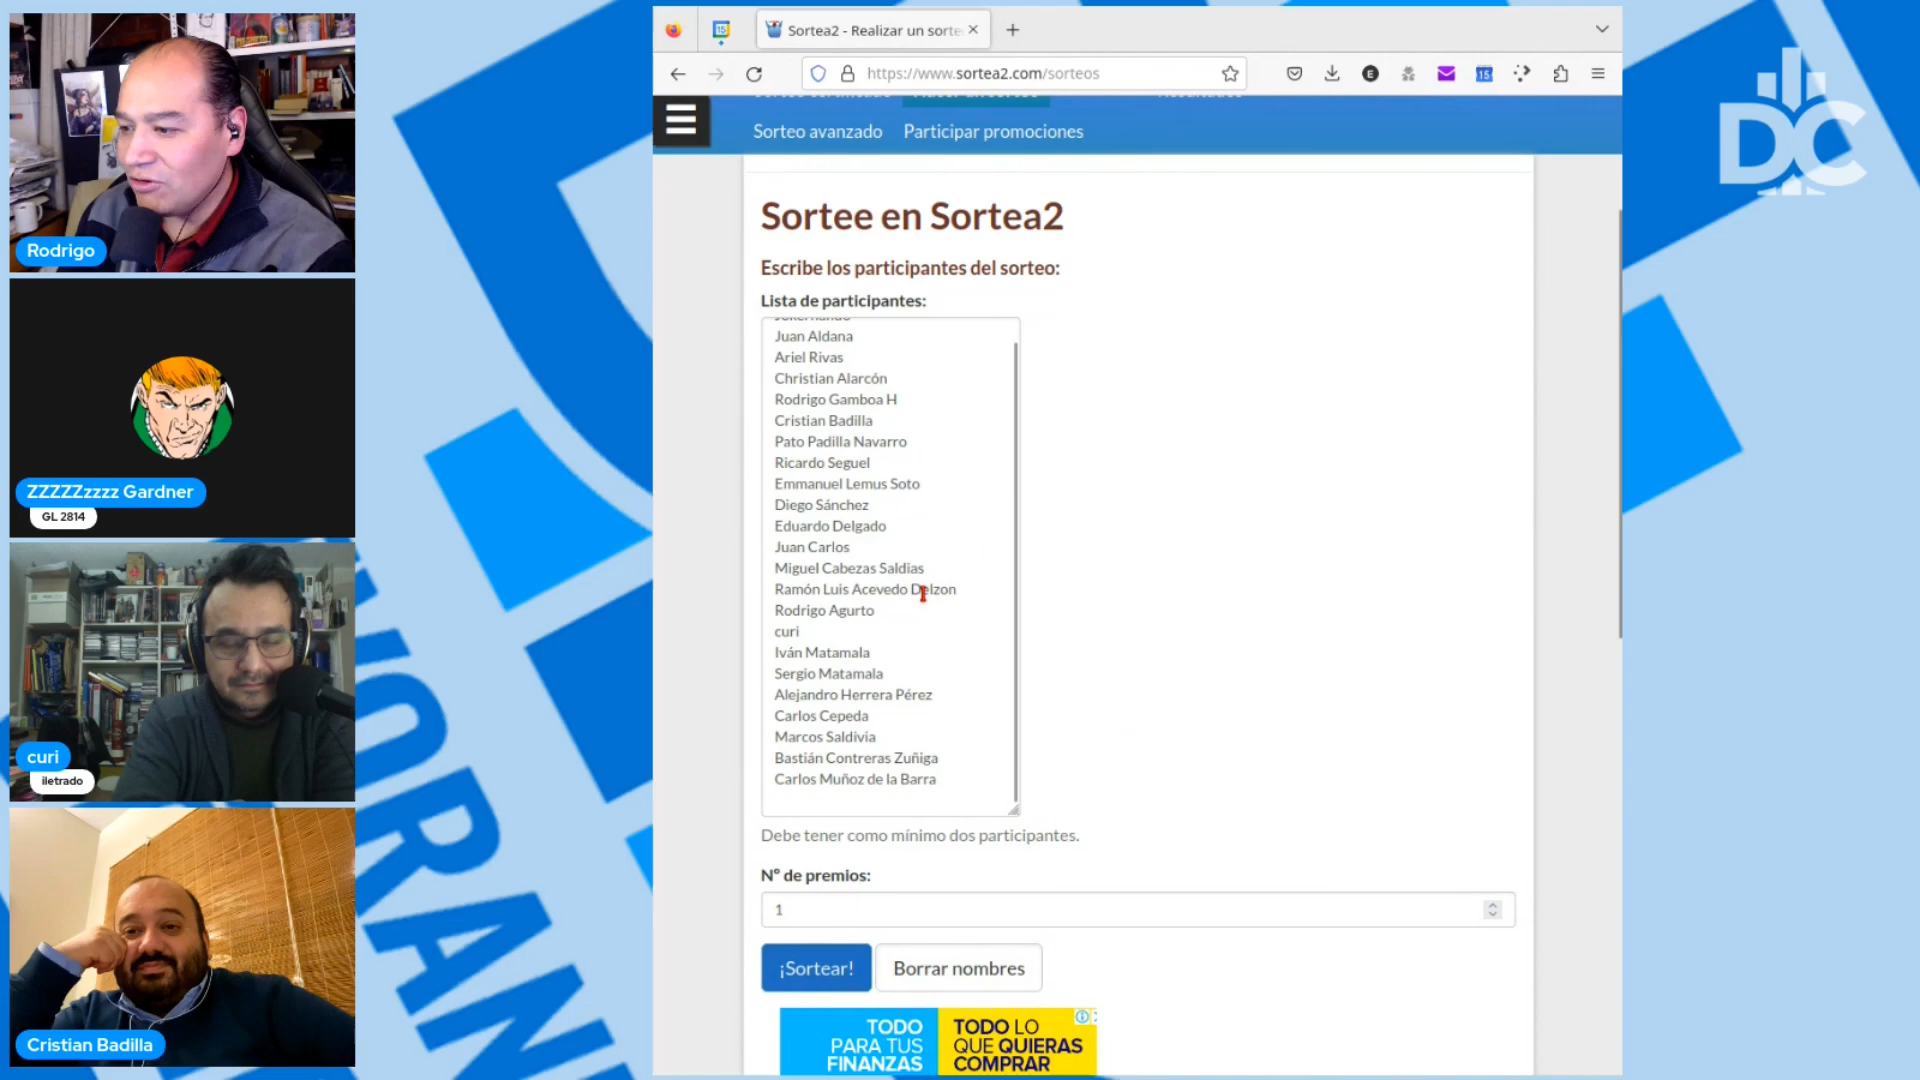 Rodrigo
ZZZZZzzzz Gardner
GL 2814
curi
iletrado
Cristian Badilla
15
Sortea2 - Realizar un sorte
https://www.sortea2.com/sorteos
E
15
Sorteo avanzado
Participar promociones
Sortee en Sortea2
Escribe los participantes del sorteo:
Lista de participantes:
Juan Aldana
Ariel Rivas
Christian Alarcón
Rodrigo Gamboa H
Cristian Badilla
Pato Padilla Navarro
Ricardo Seguel
Emmanuel Lemus Soto
Diego Sánchez
Eduardo Delgado
Juan Carlos
Miguel Cabezas Saldias
Ramón Luis Acevedo Delzon
Rodrigo Agurto
curi
Iván Matamala
Sergio Matamala
Alejandro Herrera Pérez
Carlos Cepeda
Marcos Saldivia
Bastián Contreras Zuñiga
Carlos Muñoz de la Barra
Debe tener como mínimo dos participantes.
Nº de premios:
1
¡Sortear!
Borrar nombres
TODO
PARA TUS
FINANZAS
TODO LO
QUE QUIERAS
COMPRAR
DC